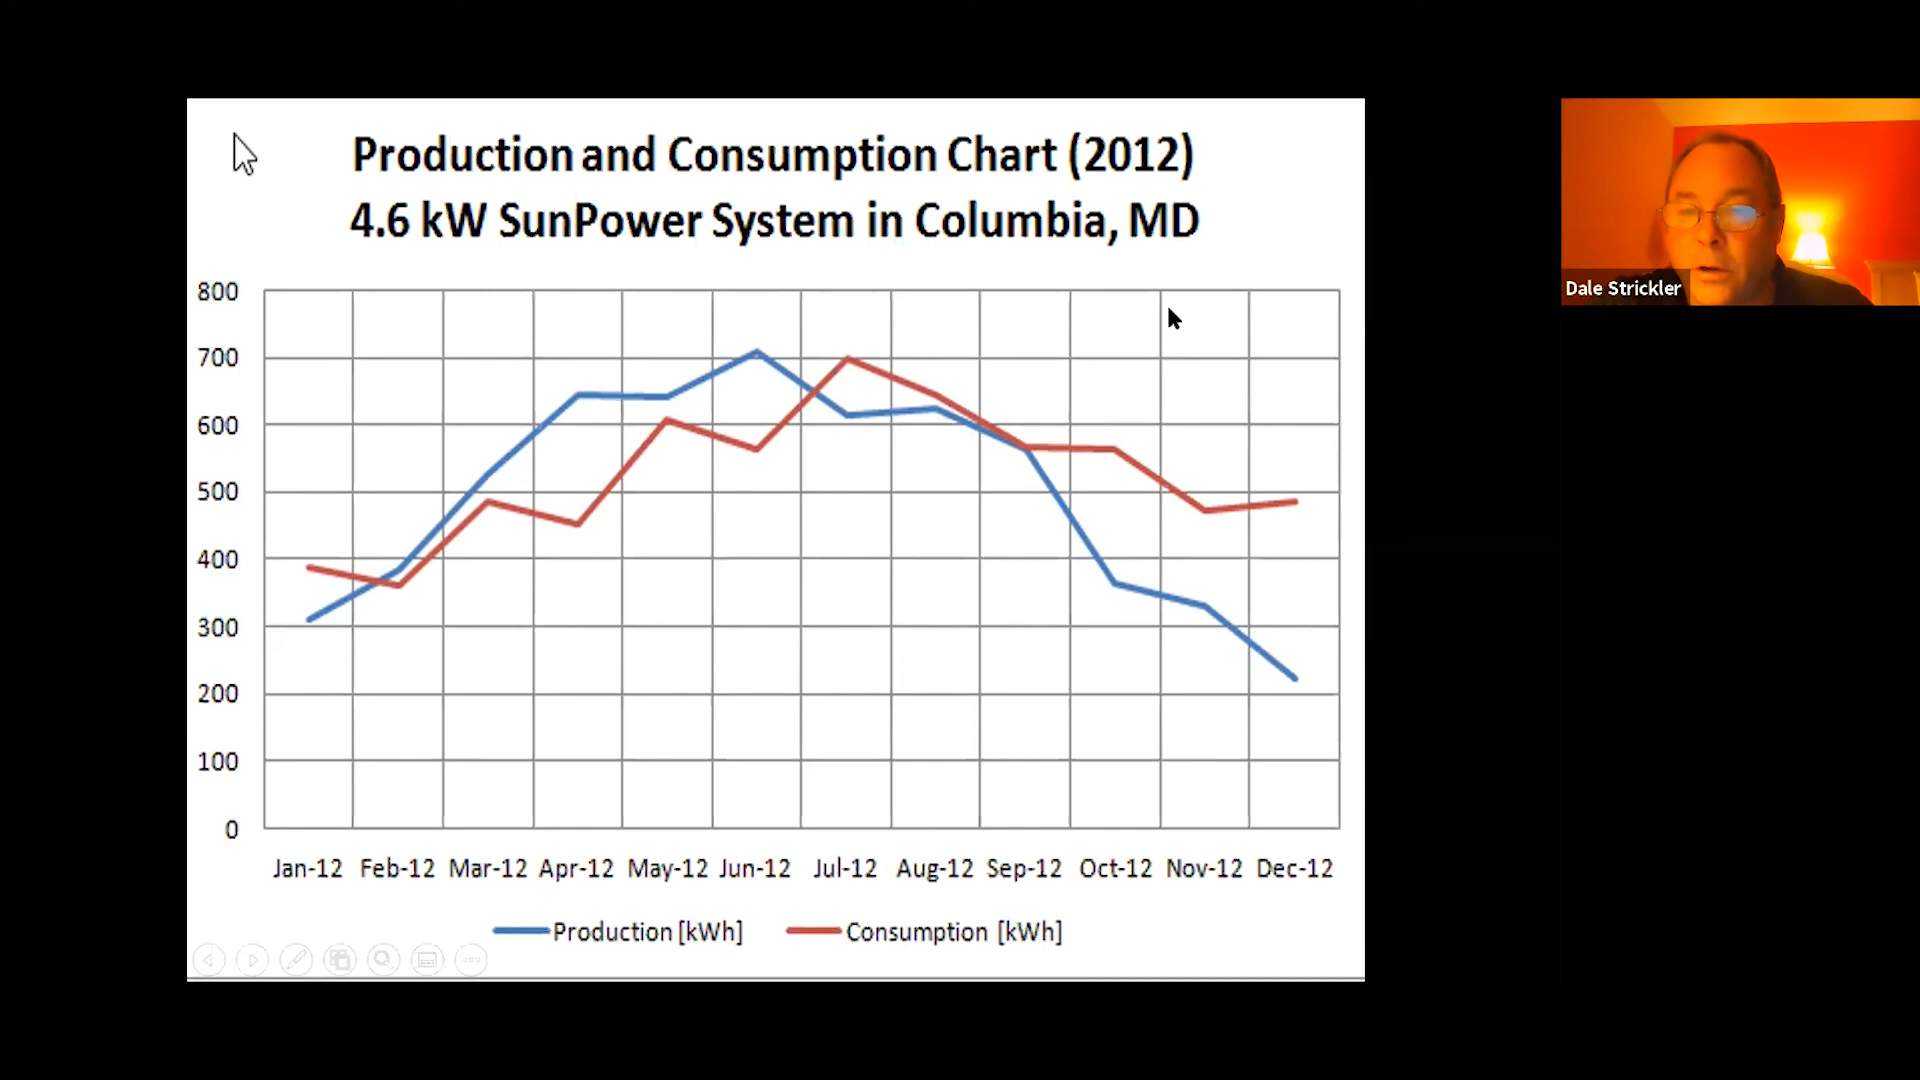 Production and Consumption Chart (2012)
4.6 kW SunPower System in Columbia, MD
800
700
600
500
400
300
200
100
0
Jan-12 Feb-12 Mar-12 Apr-12 May-12 Jun-12 Jul-12 Aug-12 Sep-12 Oct-12 Nov-12 Dec-12
Production [kWh] Consumption [kWh]
Dale Strickler